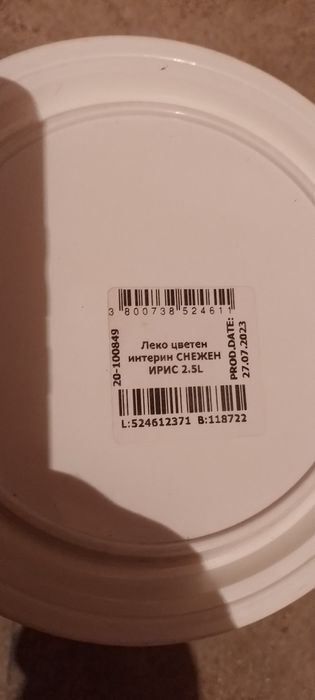 3 800738 524611
20-100849
Леко цветен
интерин СНЕЖЕН
ИРИС 2.5L
PROD.DATE:
27.07.2023
L:524612371 B:118722